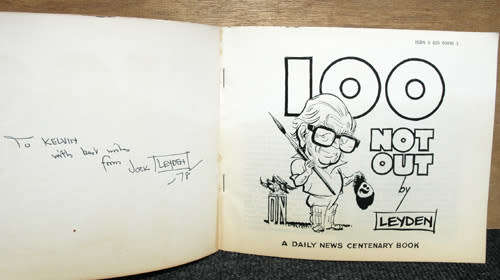 To KELVIN
with best wishes
from Jock LEYDEN
-78
100
NOT
OUT
by
LEYDEN
A DAILY NEWS CENTENARY BOOK